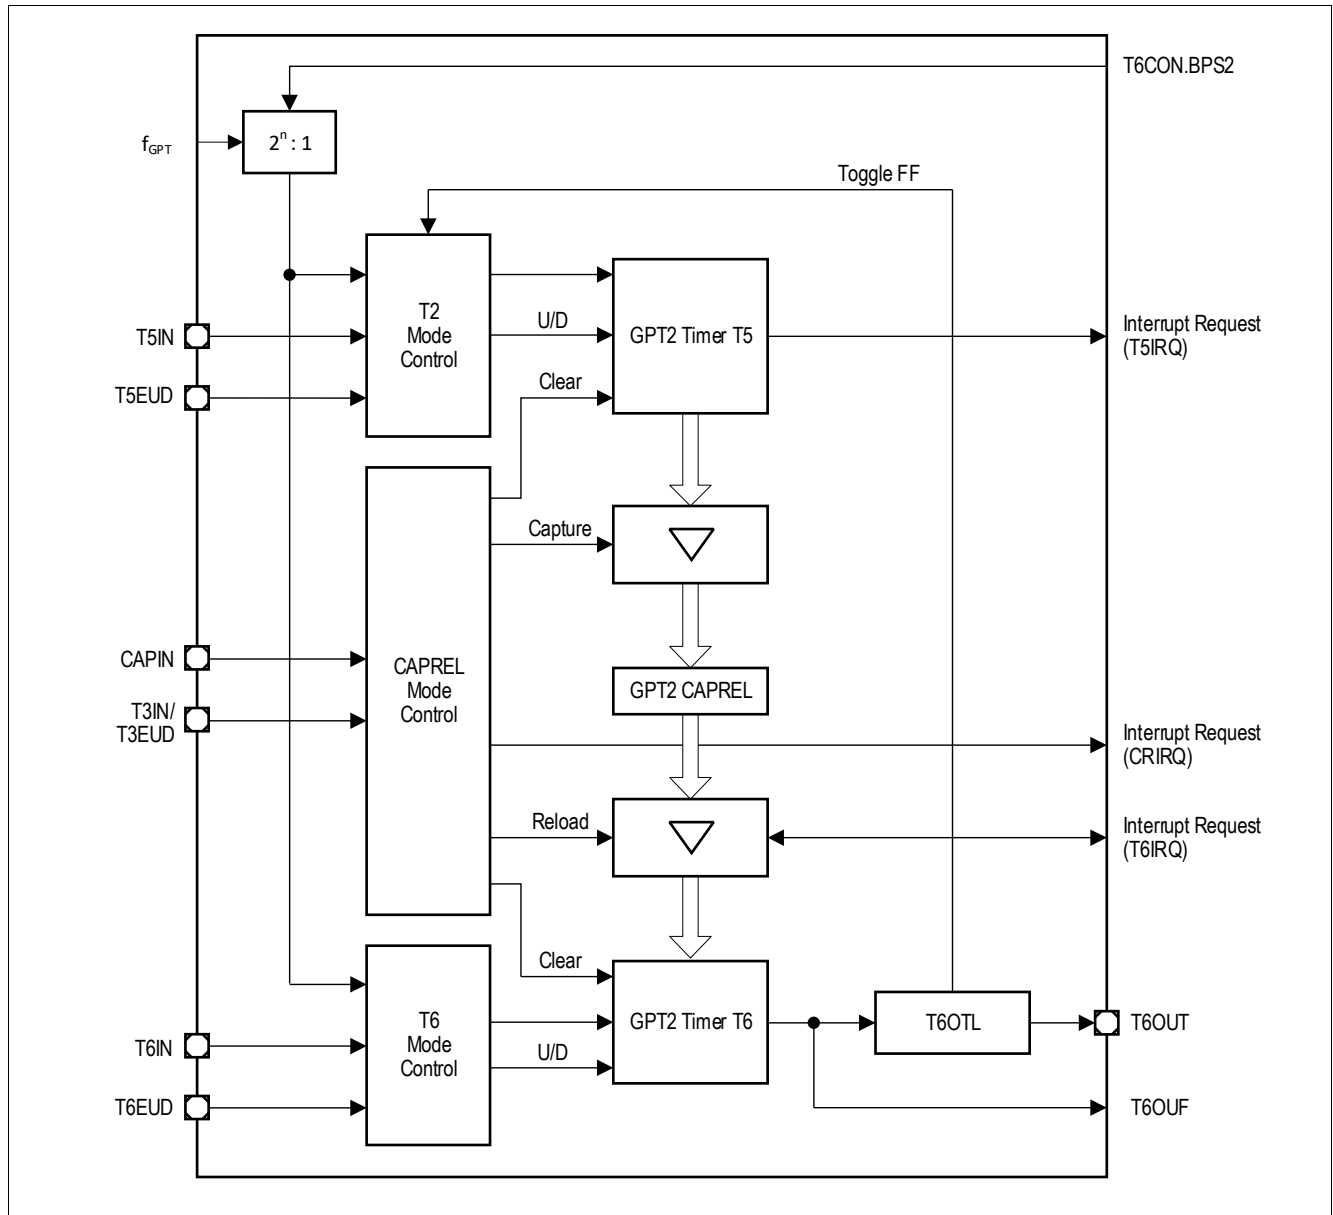 T6CON.BPS2
fGPT
2ⁿ : 1
Toggle FF
T2
Mode
Control
U/D
GPT2 Timer T5
T5IN
Interrupt Request
(T5IRQ)
Clear
T5EUD
Capture
CAPIN
CAPREL
Mode
Control
GPT2 CAPREL
T3IN/
T3EUD
Interrupt Request
(CRIRQ)
Reload
Interrupt Request
(T6IRQ)
Clear
T6
Mode
Control
GPT2 Timer T6
T6OTL
T6OUT
T6IN
U/D
T6EUD
T6OUF